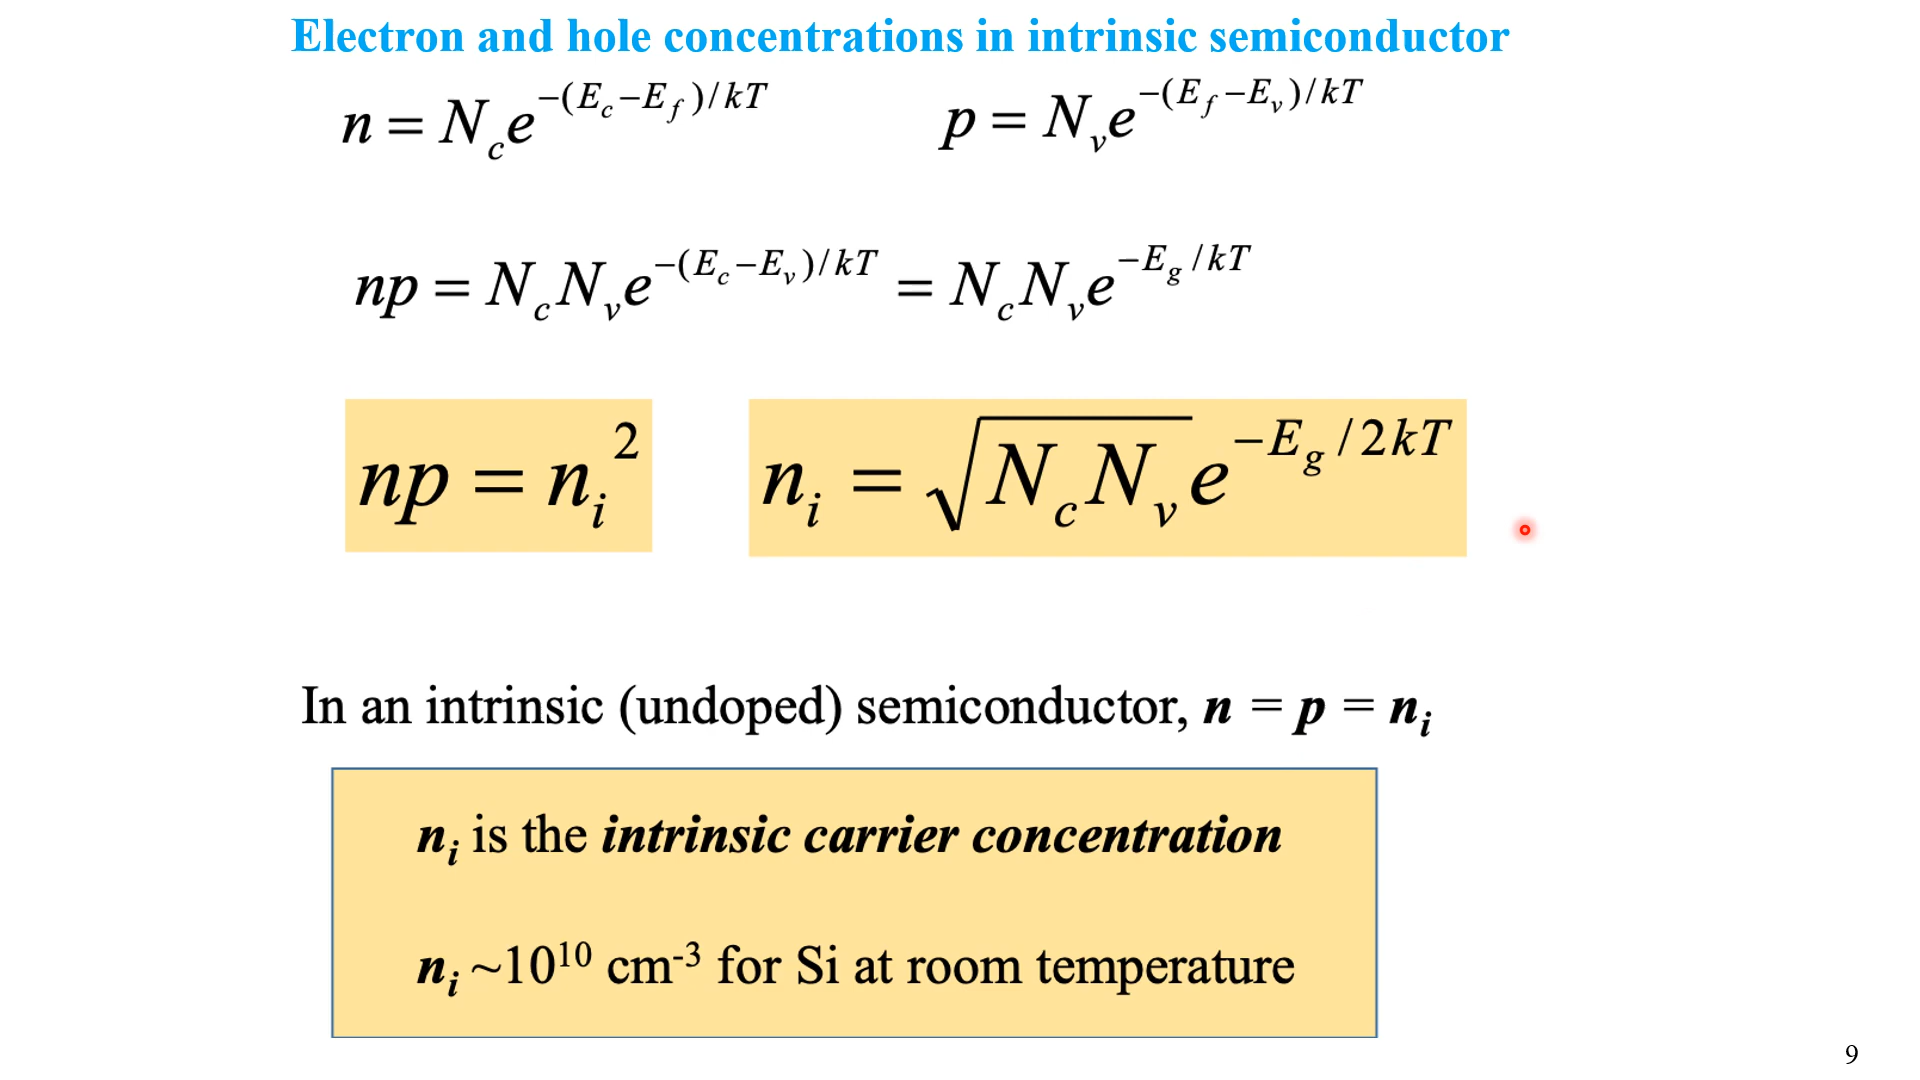 Electron and hole concentrations in intrinsic semiconductor
n = N_c e^{-(E_c-E_f)/kT} p = N_v e^{-(E_f-E_v)/kT}
np = N_c N_v e^{-(E_c-E_v)/kT} = N_c N_v e^{-E_g/kT}
np = n_i^2 n_i = √(N_c N_v) e^{-E_g/2kT}
In an intrinsic (undoped) semiconductor, n = p = n_i
n_i is the intrinsic carrier concentration
n_i ~10^{10} cm^{-3} for Si at room temperature
9